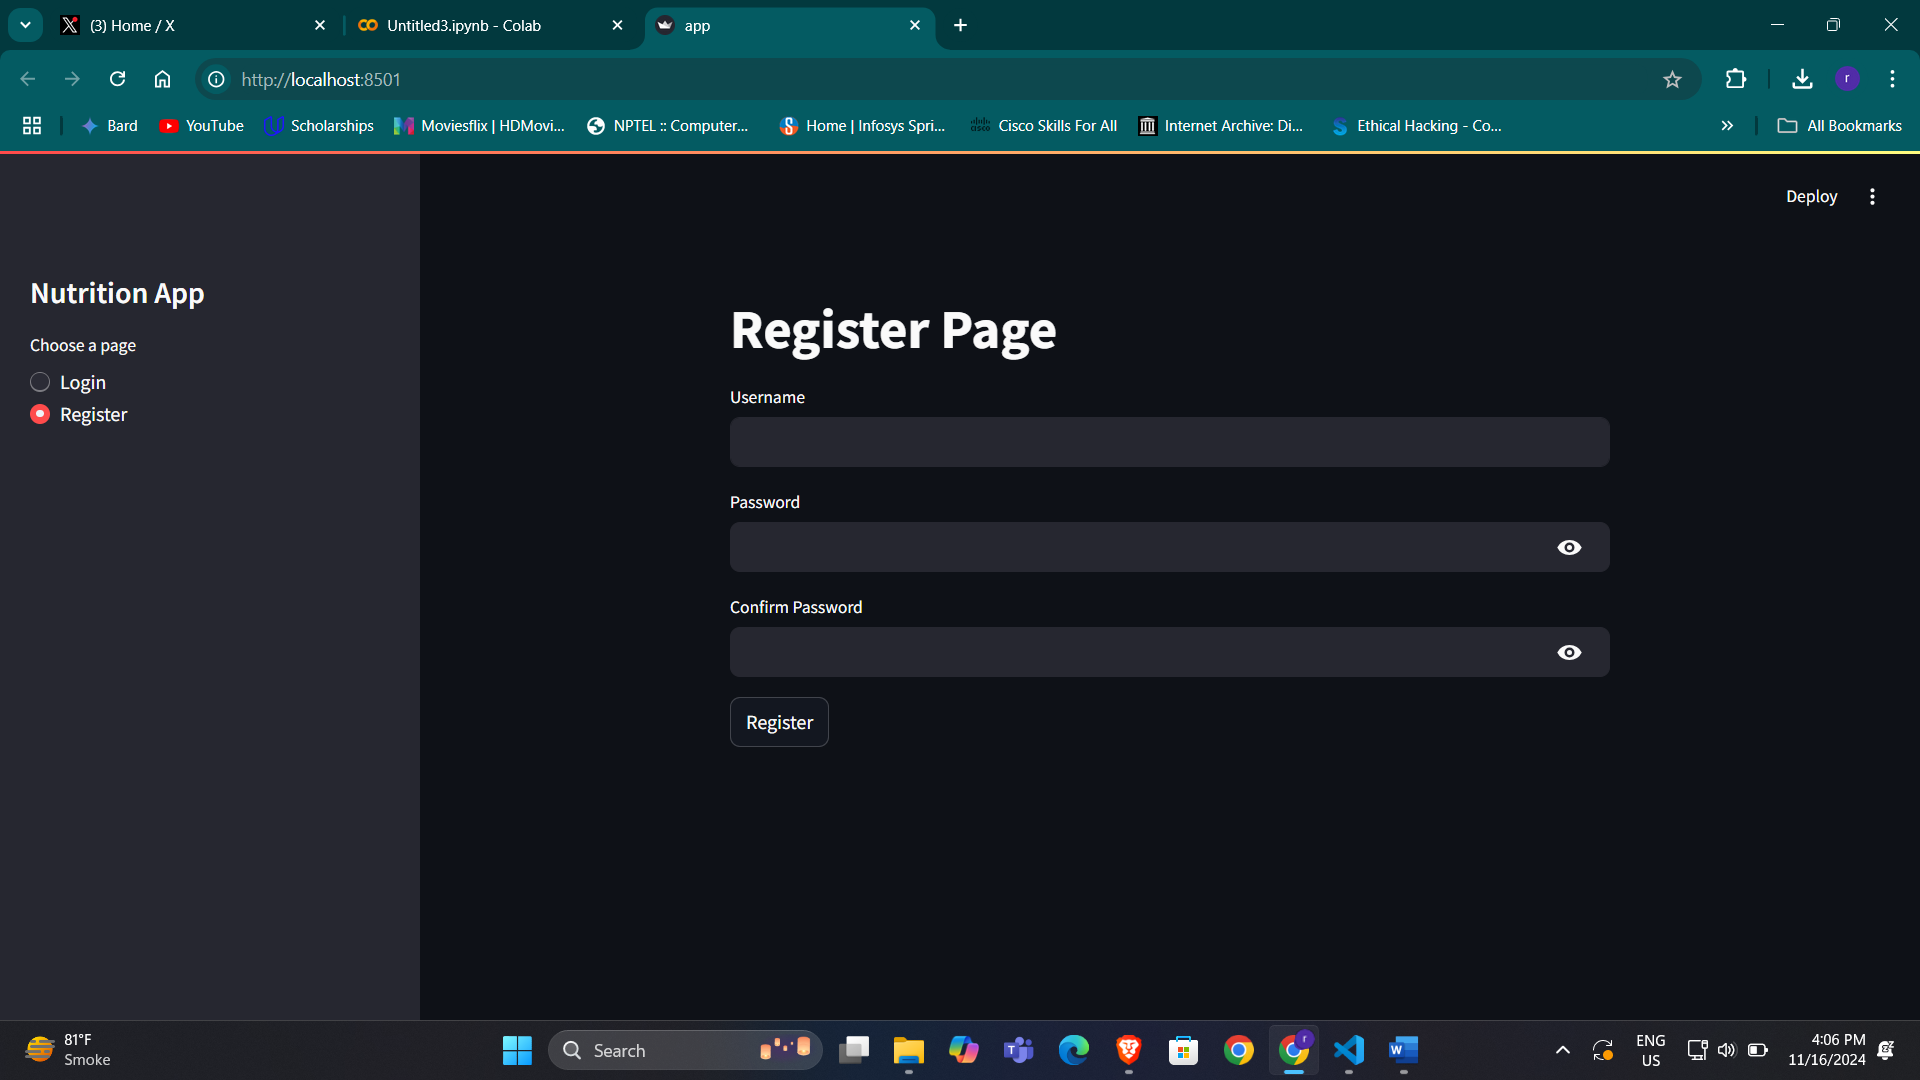 (3) Home / X
Untitled3.ipynb - Colab
app
http://localhost:8501
r
Bard
YouTube
Scholarships
Moviesflix | HDMovi...
NPTEL :: Computer...
Home | Infosys Spri...
Cisco Skills For All
Internet Archive: Di...
Ethical Hacking - Co...
All Bookmarks
Deploy
Nutrition App
Choose a page
Login
Register
Register Page
Username
Password
Confirm Password
Register
81°F
Smoke
Search
ENG
US
4:06 PM
11/16/2024